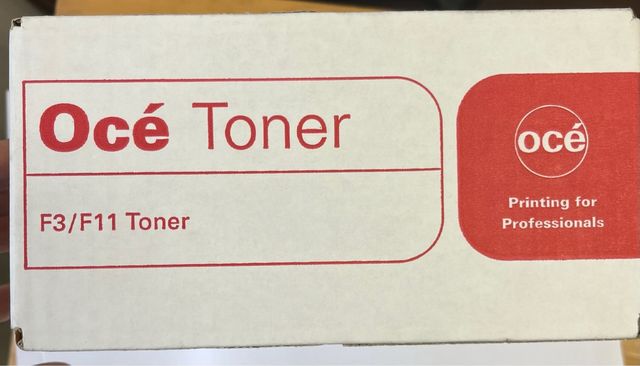 Océ Toner
F3/F11 Toner
océ
Printing for
Professionals